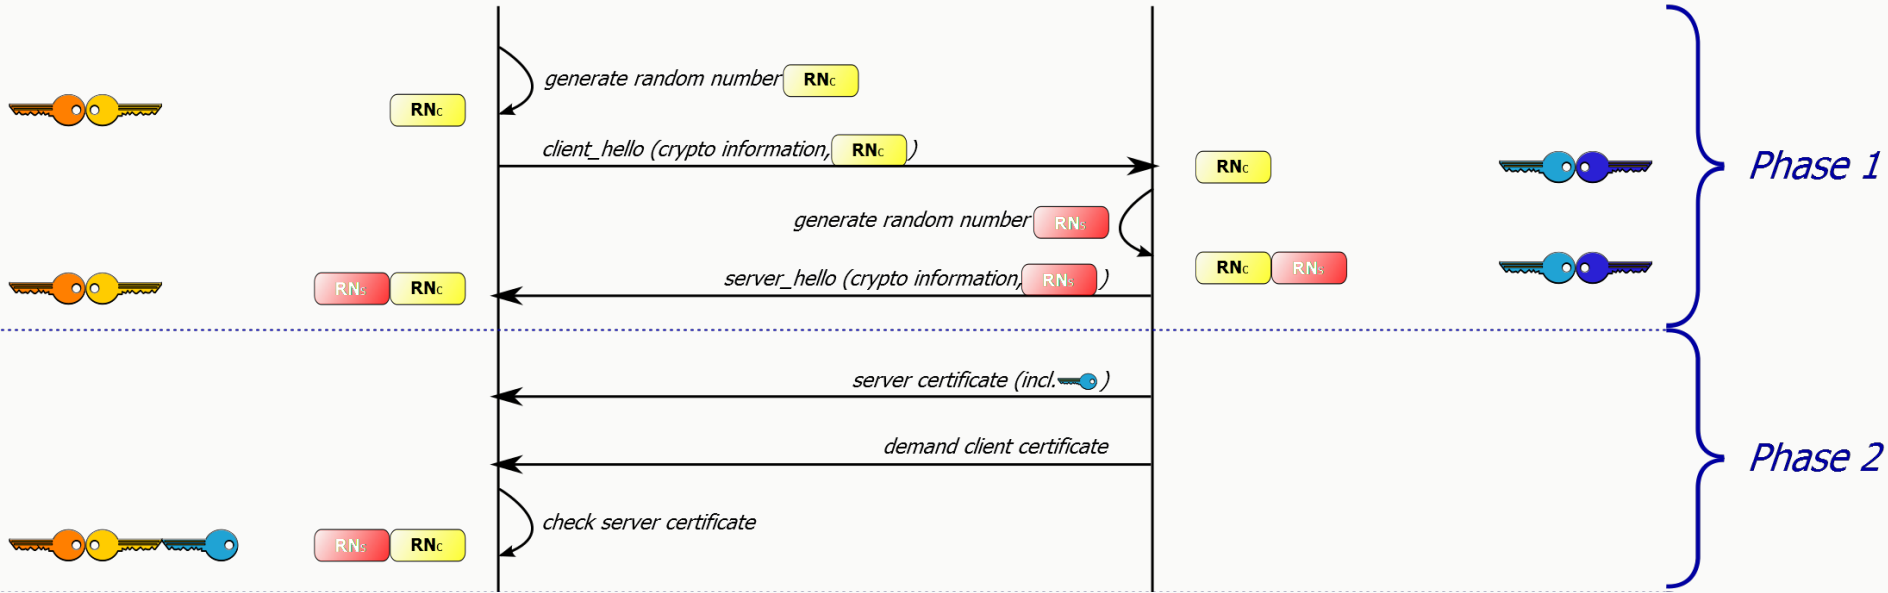 generate random number RNC
RNC
client_hello (crypto information, RNC )
RNC
Phase 1
generate random number RNS
RNC RNS
server_hello (crypto information, RNS )
RNS RNC
server certificate (incl. )
demand client certificate
Phase 2
check server certificate
RNS RNC